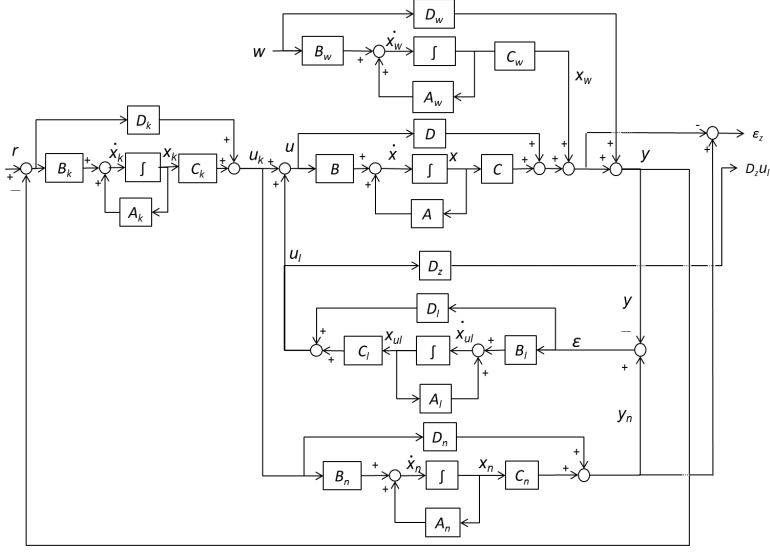 D_w
w B_w + ẋ_w ∫ C_w
+ A_w x_w
D_k D - ε_z
r ẋ_k x_k + u_k u + + + y +
+ B_k + ∫ C_k + + B + ẋ ∫ x C + + + D_z u_l
− + A_k + + A
u_l D_z
D_l y
+ x_ul ẋ_ul −
+ C_l ∫ + B_l ε +
A_l +
y_n
D_n
B_n + ẋ_n ∫ x_n C_n + +
+ A_n